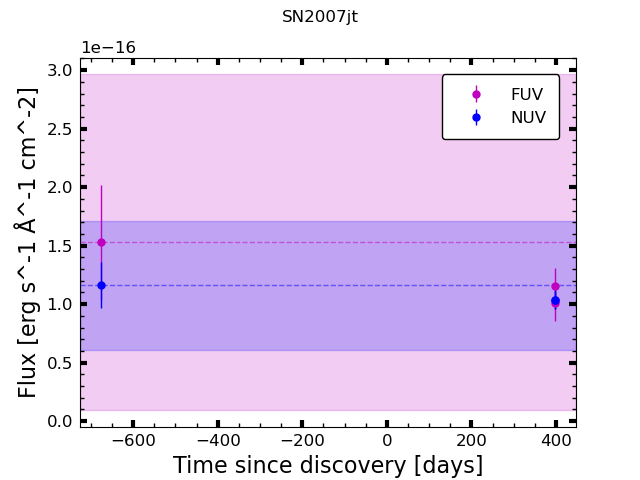 SN2007jt
1e−16
3.0
2.5
2.0
1.5
1.0
0.5
0.0
Flux [erg s^-1 Å^-1 cm^-2]
FUV
NUV
−600 −400 −200 0 200 400
Time since discovery [days]